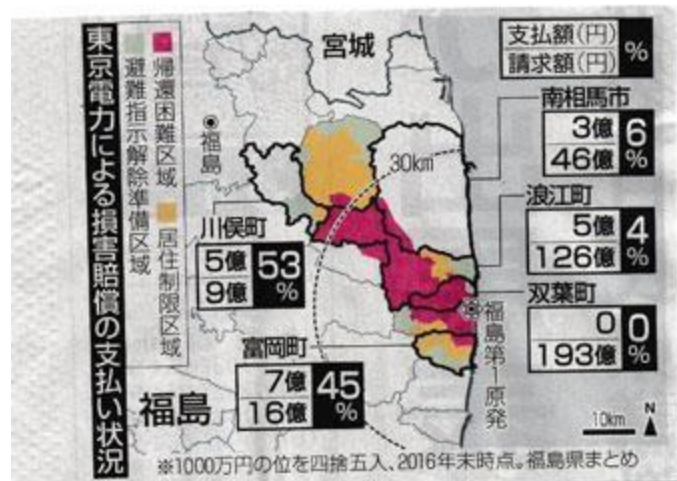 東京電力による損害賠償の支払い状況
帰還困難区域
居住制限区域
避難指示解除準備区域
宮城
支払額(円)
請求額(円)
%
福島
30km
南相馬市
3億
46億
6%
浪江町
5億
126億
4%
双葉町
0
193億
0%
川俣町
5億
9億
53%
富岡町
7億
16億
45%
福島第1原発
福島
10km
N
※1000万円の位を四捨五入、2016年末時点。福島県まとめ